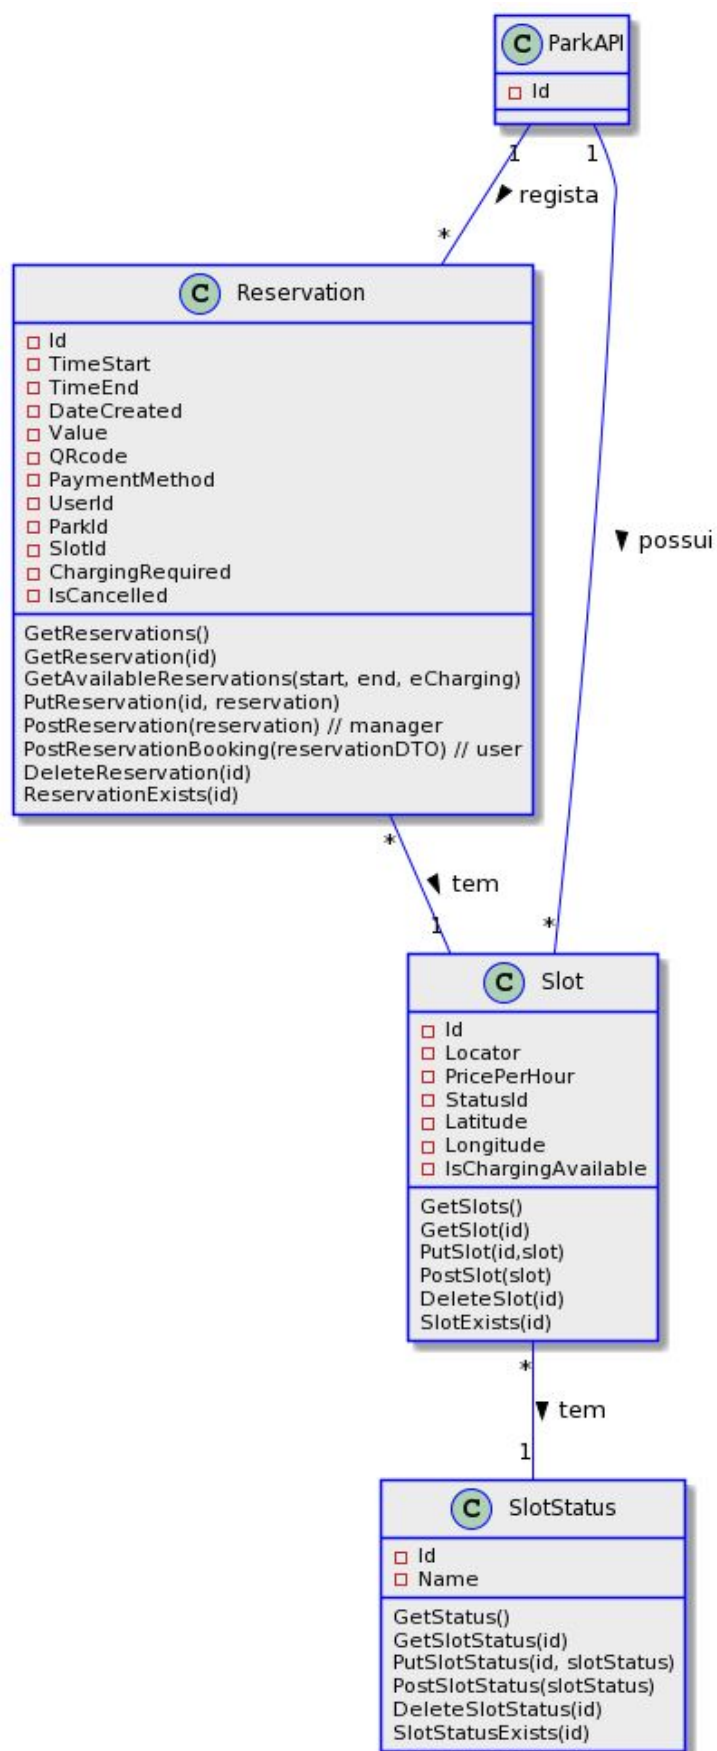 C ParkAPI
Id
1
1
regista
*
C Reservation
Id
TimeStart
TimeEnd
DateCreated
Value
QRcode
PaymentMethod
UserId
ParkId
SlotId
ChargingRequired
IsCancelled
possui
GetReservations()
GetReservation(id)
GetAvailableReservations(start, end, eCharging)
PutReservation(id, reservation)
PostReservation(reservation) // manager
PostReservationBooking(reservationDTO) // user
DeleteReservation(id)
ReservationExists(id)
*
tem
1
*
C Slot
Id
Locator
PricePerHour
StatusId
Latitude
Longitude
IsChargingAvailable
GetSlots()
GetSlot(id)
PutSlot(id,slot)
PostSlot(slot)
DeleteSlot(id)
SlotExists(id)
*
tem
1
C SlotStatus
Id
Name
GetStatus()
GetSlotStatus(id)
PutSlotStatus(id, slotStatus)
PostSlotStatus(slotStatus)
DeleteSlotStatus(id)
SlotStatusExists(id)